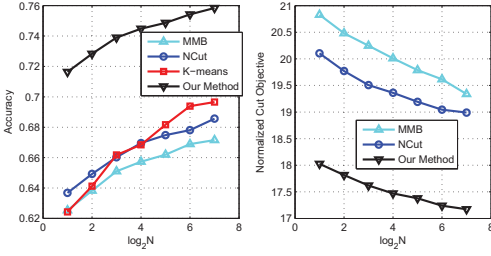 0.76
0.74
0.72
0.7
0.68
0.66
0.64
0.62
Accuracy
0
2
4
6
8
log₂N
MMB
NCut
K-means
Our Method
21
20.5
20
19.5
19
18.5
18
17.5
17
Normalized Cut Objective
0
2
4
6
8
log₂N
MMB
NCut
Our Method